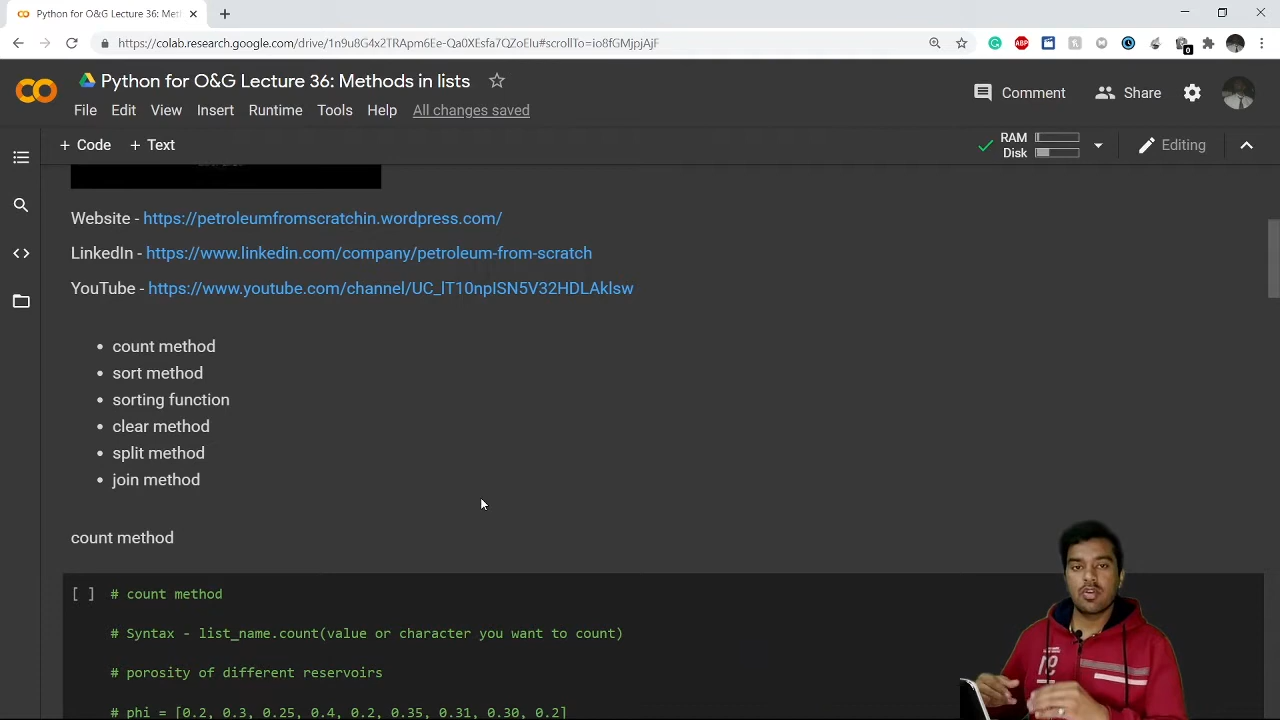 Python for O&G Lecture 36: Met
https://colab.research.google.com/drive/1n9u8G4x2TRApm6Ee-Qa0XEsfa7QZoElu#scrollTo=io8fGMjpjAjF
ABP
0
Python for O&G Lecture 36: Methods in lists
Comment
Share
File Edit View Insert Runtime Tools Help All changes saved
+ Code + Text
RAM
Disk
Editing
Website - https://petroleumfromscratchin.wordpress.com/
LinkedIn - https://www.linkedin.com/company/petroleum-from-scratch
YouTube - https://www.youtube.com/channel/UC_lT10npISN5V32HDLAklsw
• count method
• sort method
• sorting function
• clear method
• split method
• join method
count method
[ ] # count method
# Syntax - list_name.count(value or character you want to count)
# porosity of different reservoirs
# phi = [0.2, 0.3, 0.25, 0.4, 0.2, 0.35, 0.31, 0.30, 0.2]